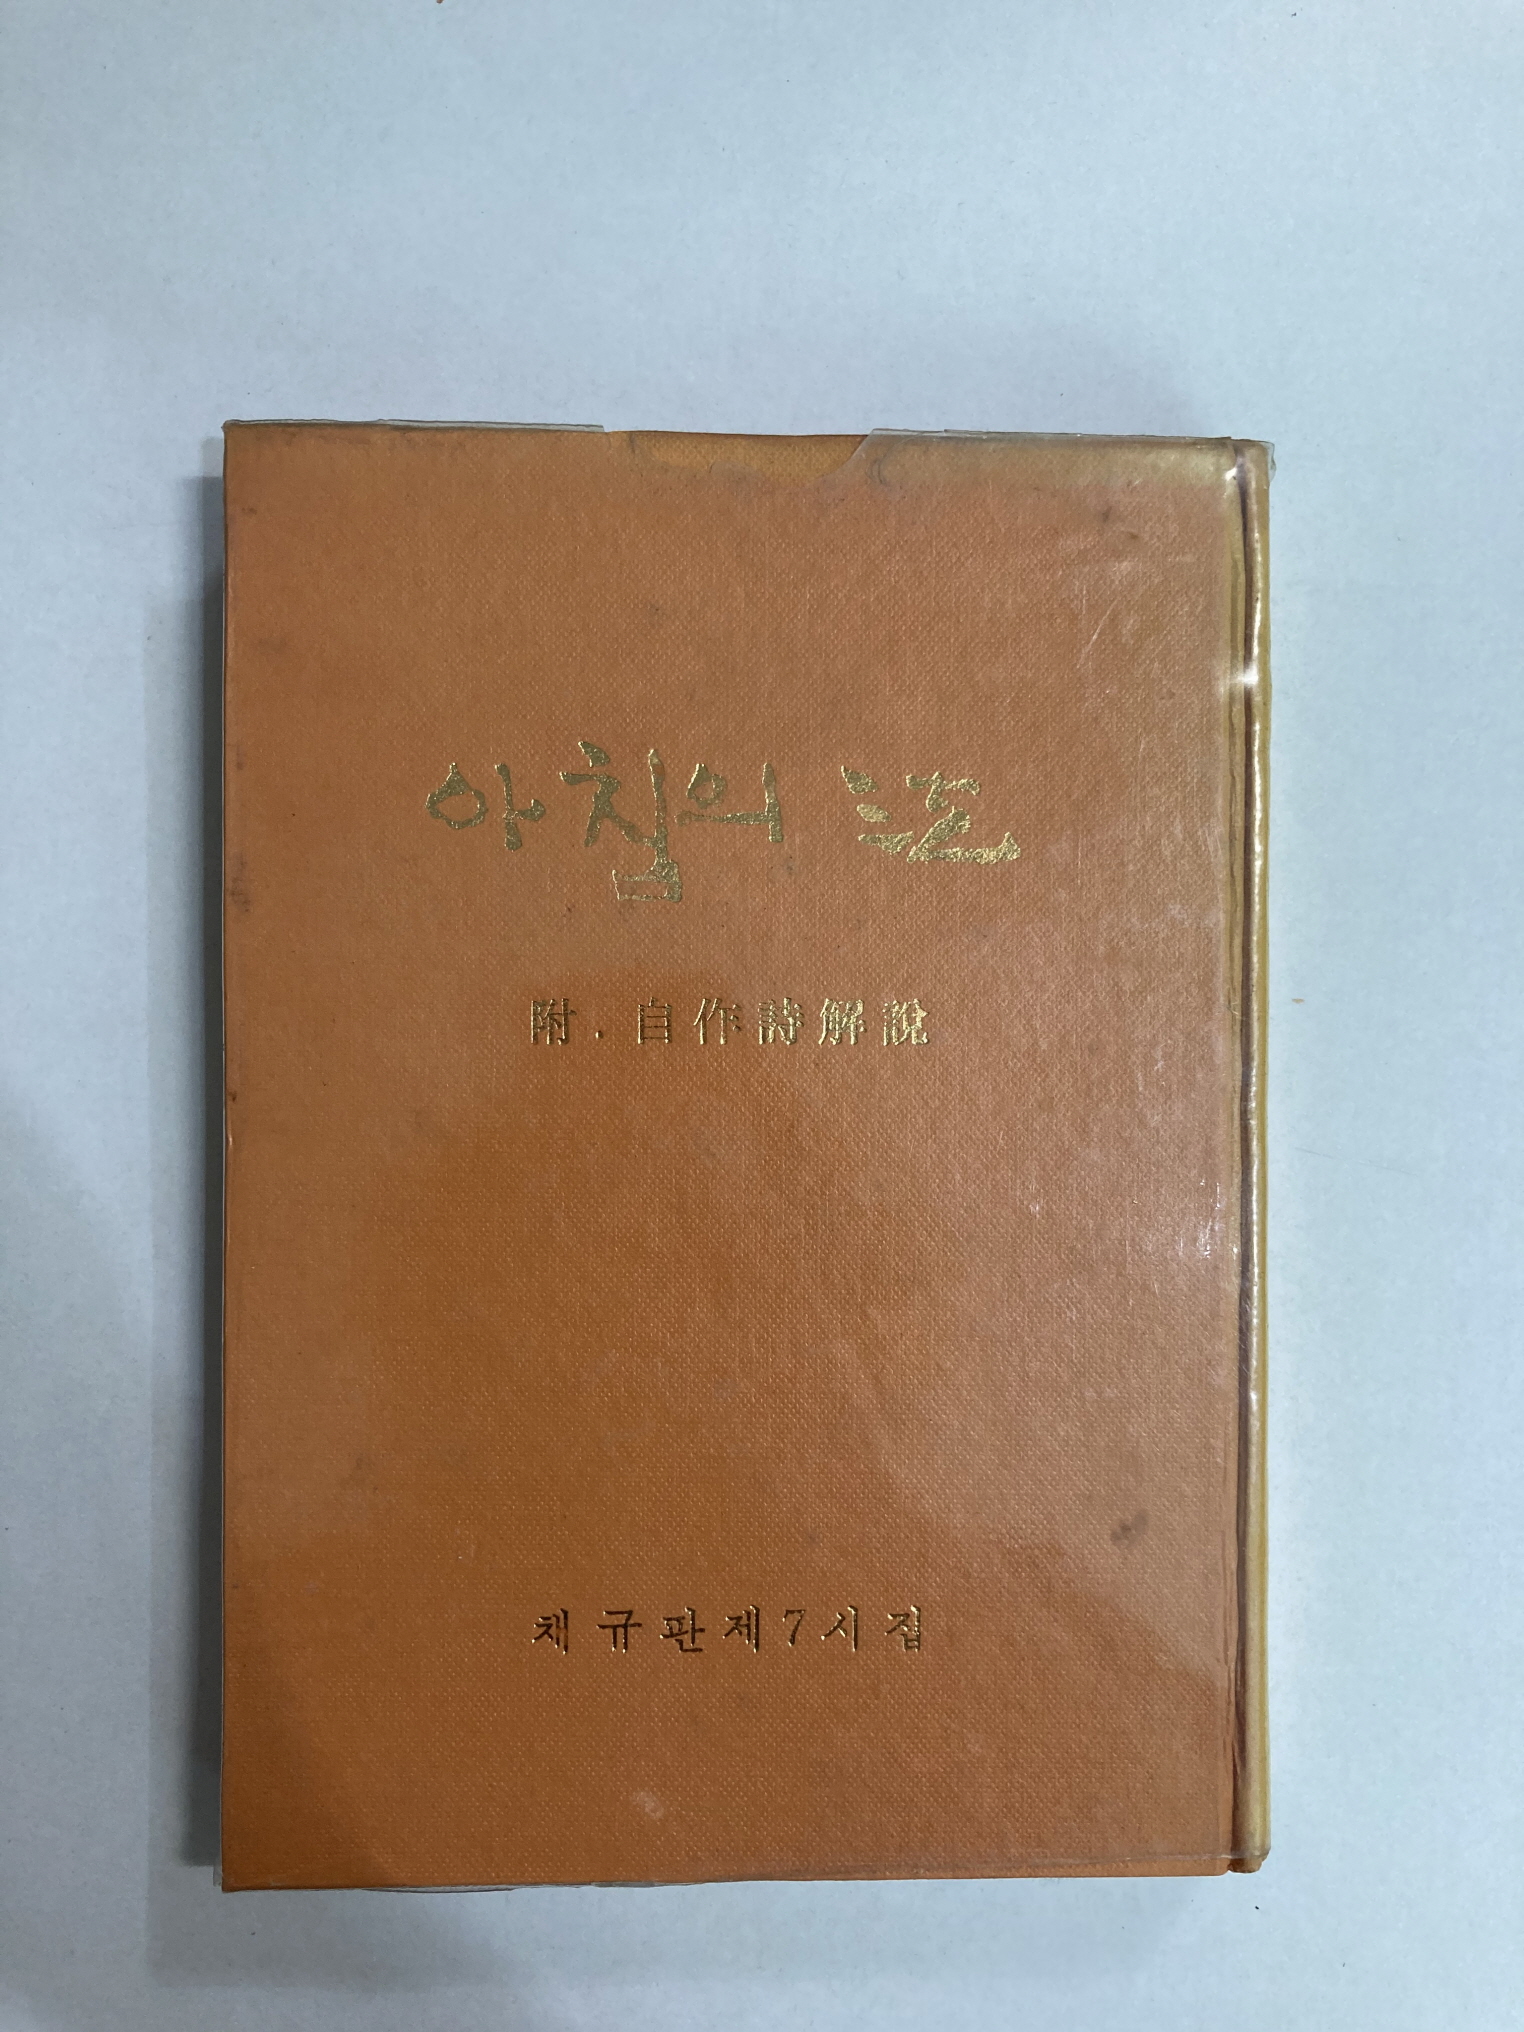 아침의 法
附. 自作詩解說
채규판제7시집